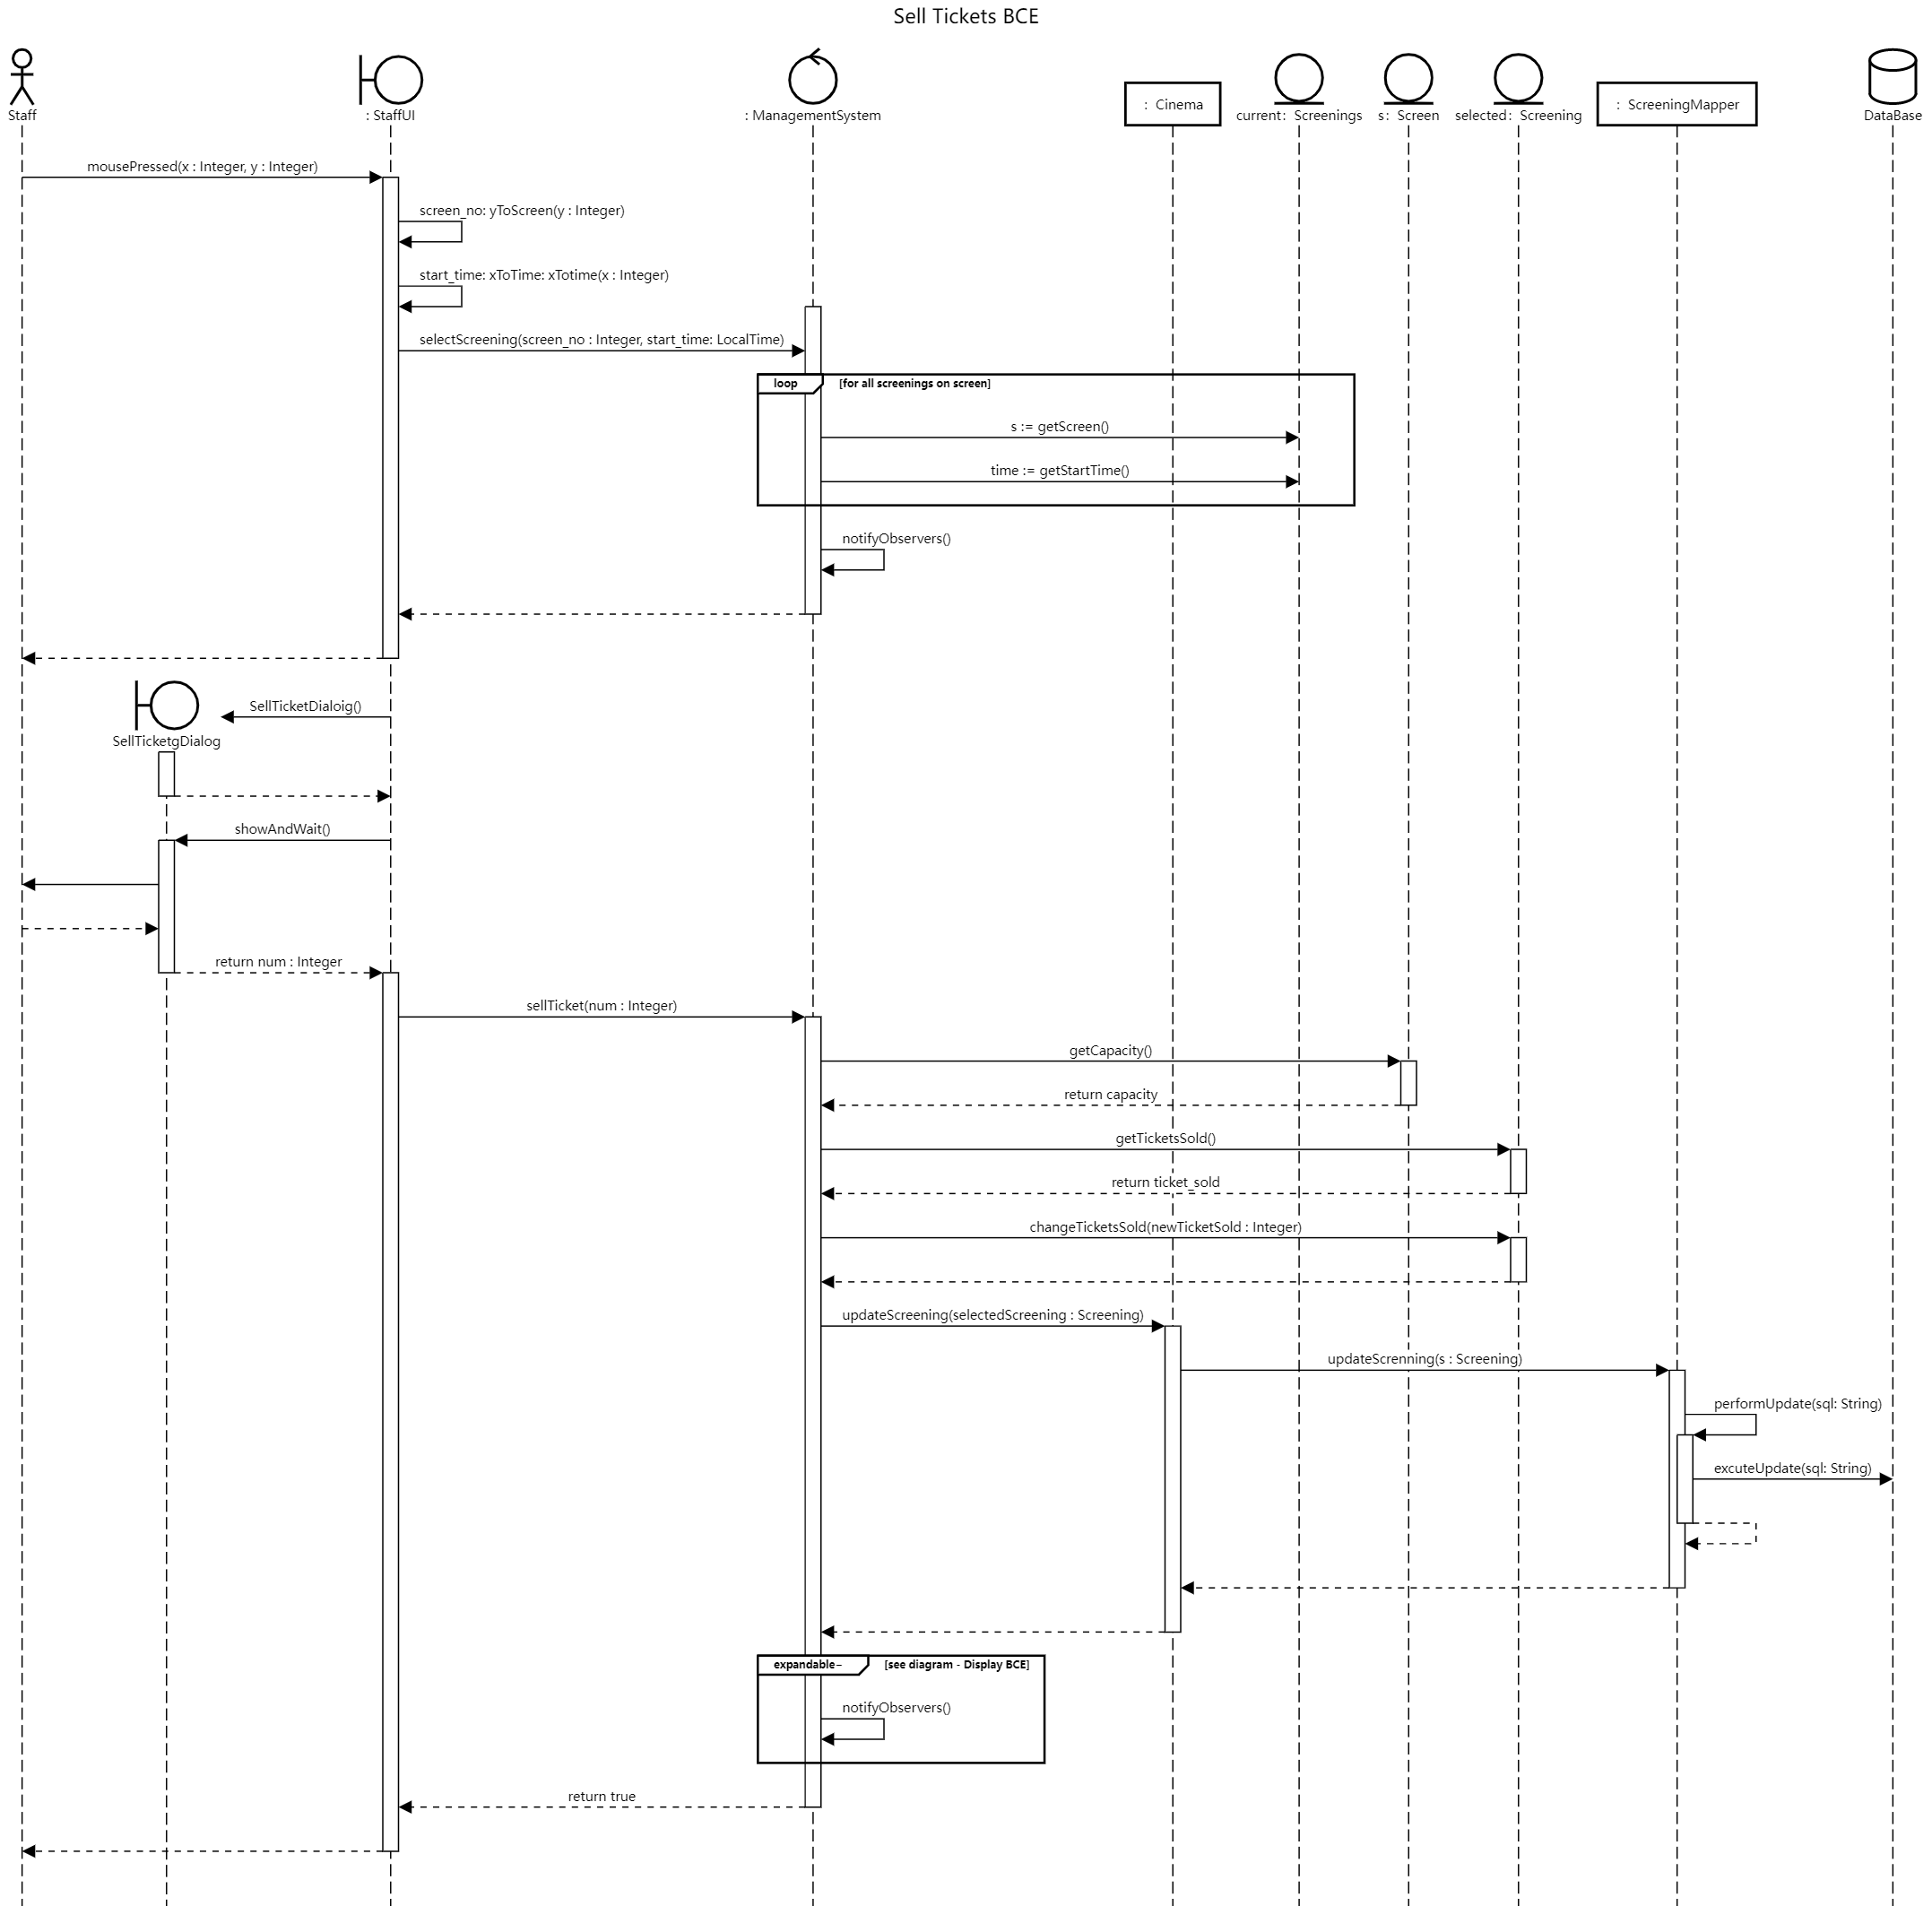 Sell Tickets BCE
Staff
: StaffUI
: ManagementSystem
: Cinema
current: Screenings
s: Screen
selected: Screening
: ScreeningMapper
DataBase
mousePressed(x : Integer, y : Integer)
screen_no: yToScreen(y : Integer)
start_time: xToTime: xTotime(x : Integer)
selectScreening(screen_no : Integer, start_time: LocalTime)
loop [for all screenings on screen]
s := getScreen()
time := getStartTime()
notifyObservers()
SellTicketDialoig()
SellTicketgDialog
showAndWait()
return num : Integer
sellTicket(num : Integer)
getCapacity()
return capacity
getTicketsSold()
return ticket_sold
changeTicketsSold(newTicketSold : Integer)
updateScreening(selectedScreening : Screening)
updateScrenning(s : Screening)
performUpdate(sql: String)
excuteUpdate(sql: String)
expandable− [see diagram - Display BCE]
notifyObservers()
return true